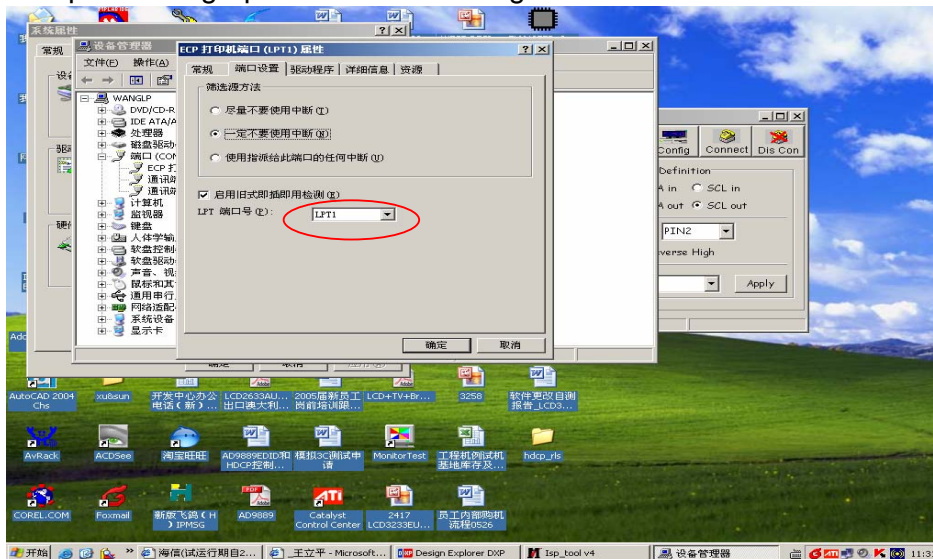 系统属性
常规
设备管理器
文件(F) 操作(A)
WANGLP
DVD/CD-R
IDE ATA/A
处理器
磁盘驱动
端口 (COM
ECP 打
通讯端
通讯端
计算机
监视器
键盘
人体学输
软盘控制
软盘驱动
声音、视
鼠标和其
通用串行
网络适配
系统设备
显示卡
ECP 打印机端口 (LPT1) 属性
常规 端口设置 驱动程序 详细信息 资源
筛选源方法
尽量不要使用中断(T)
一定不要使用中断(N)
使用指派给此端口的任何中断(U)
启用旧式即插即用检测(E)
LPT 端口号(P): LPT1
确定 取消
Config Connect Dis Con
Definition
A in SCL in
A out SCL out
PIN2
verse High
Apply
AutoCAD 2004 Chs
xu8sun
开发中心办公电话(新)...
LCD2633AU... 出口澳大利...
2005届新员工岗前培训跟...
LCD+TV+Br...
3258
软件更改自测报告_LCD3...
AvRack
ACDSee
淘宝旺旺
AD9889EDID和HDCP控制...
模拟3C测试申请
MonitorTest
工程机例试机基地库存及...
hdcp_rls
COREL.COM
Foxmail
新版飞鸽(H) IPMSG
AD9889
Catalyst Control Center
2417 LCD3233EU...
员工内部购机流程0526
开始
海信(试运行期自2...
王立平 - Microsoft...
Design Explorer DXP
Isp_tool v4
设备管理器
11:3